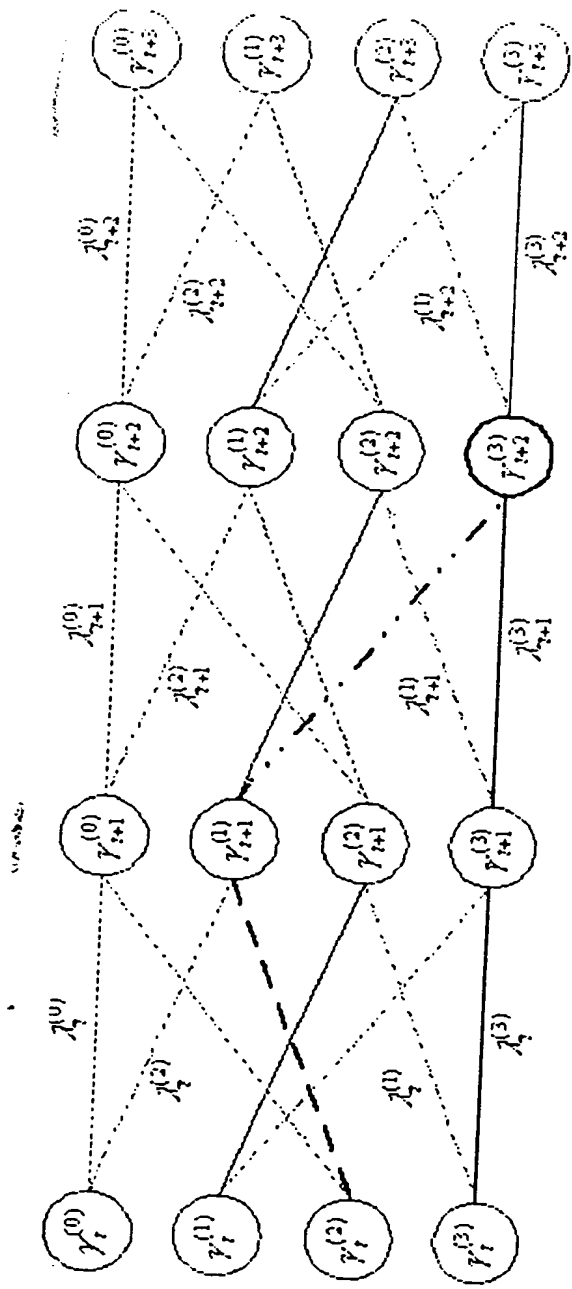 λ_t^(0) λ_{t+1}^(0) λ_{t+2}^(0)
γ_t^(0) γ_{t+1}^(0) γ_{t+2}^(0) γ_{t+3}^(0)
λ_t^(2) λ_{t+1}^(2) λ_{t+2}^(2)
γ_t^(1) γ_{t+1}^(1) γ_{t+2}^(1) γ_{t+3}^(1)
γ_t^(2) γ_{t+1}^(2) γ_{t+2}^(2) γ_{t+3}^(2)
λ_t^(1) λ_{t+1}^(1) λ_{t+2}^(1)
γ_t^(3) γ_{t+1}^(3) γ_{t+2}^(3) γ_{t+3}^(3)
λ_t^(3) λ_{t+1}^(3) λ_{t+2}^(3)